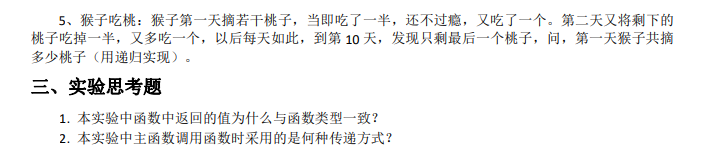 5、猴子吃桃：猴子第一天摘若干桃子，当即吃了一半，还不过瘾，又吃了一个。第二天又将剩下的
桃子吃掉一半，又多吃一个，以后每天如此，到第 10 天，发现只剩最后一个桃子，问，第一天猴子共摘
多少桃子（用递归实现）。
三、实验思考题
1. 本实验中函数中返回的值为什么与函数类型一致？
2. 本实验中主函数调用函数时采用的是何种传递方式？